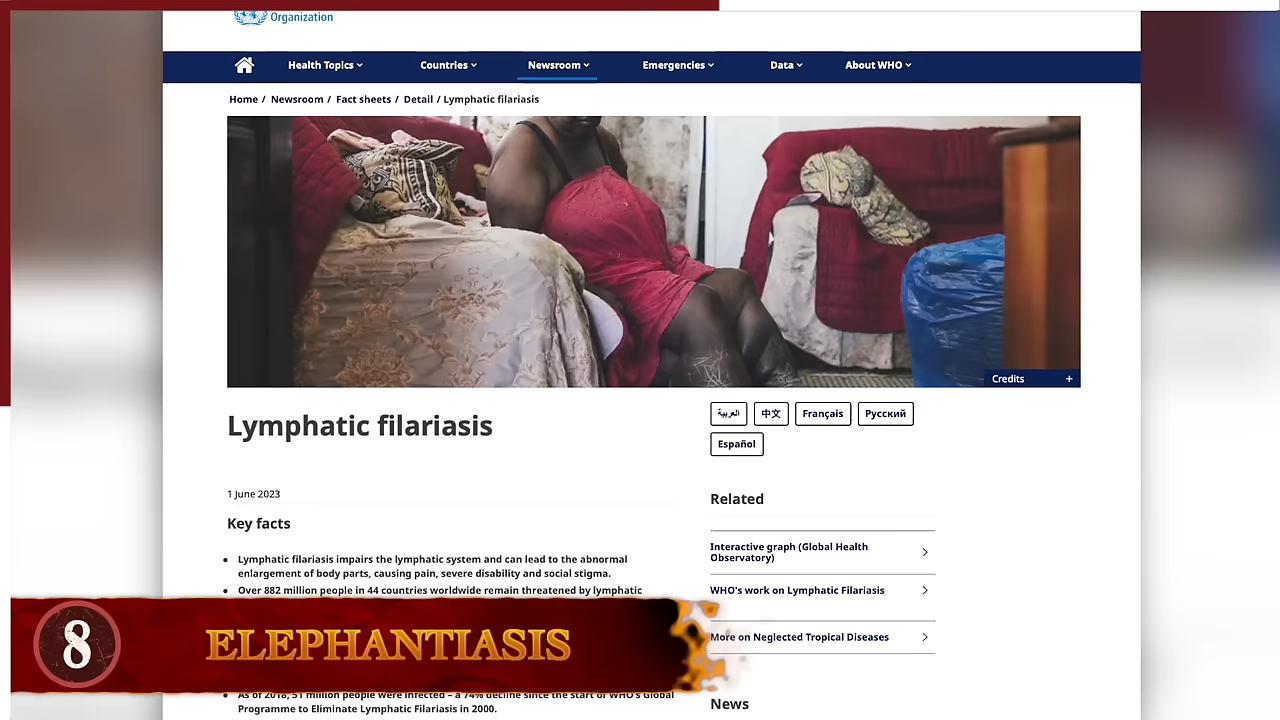 Organization
Health Topics
Countries
Newsroom
Emergencies
Data
About WHO
Home / Newsroom / Fact sheets / Detail / Lymphatic filariasis
Credits +
Lymphatic filariasis
العربية
中文
Français
Русский
Español
1 June 2023
Key facts
Lymphatic filariasis impairs the lymphatic system and can lead to the abnormal
enlargement of body parts, causing pain, severe disability and social stigma.
Over 882 million people in 44 countries worldwide remain threatened by lymphatic
Related
Interactive graph (Global Health
Observatory)
WHO's work on Lymphatic Filariasis
More on Neglected Tropical Diseases
8
ELEPHANTIASIS
As of 2018, 51 million people were infected – a 74% decline since the start of WHO's Global
Programme to Eliminate Lymphatic Filariasis in 2000.
News